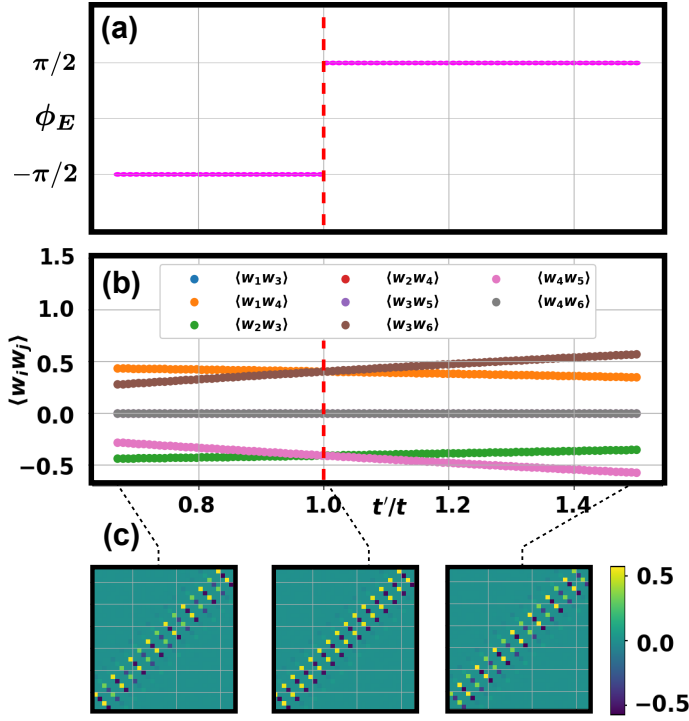 (a)
π/2
ϕ_E
−π/2
(b)
1.5
1.0
0.5
0.0
−0.5
⟨w_i w_j⟩
⟨w₁w₃⟩ ⟨w₂w₄⟩ ⟨w₄w₅⟩
⟨w₁w₄⟩ ⟨w₃w₅⟩ ⟨w₄w₆⟩
⟨w₂w₃⟩ ⟨w₃w₆⟩
0.8 1.0 t′/t 1.2 1.4
(c)
0.5
0.0
−0.5